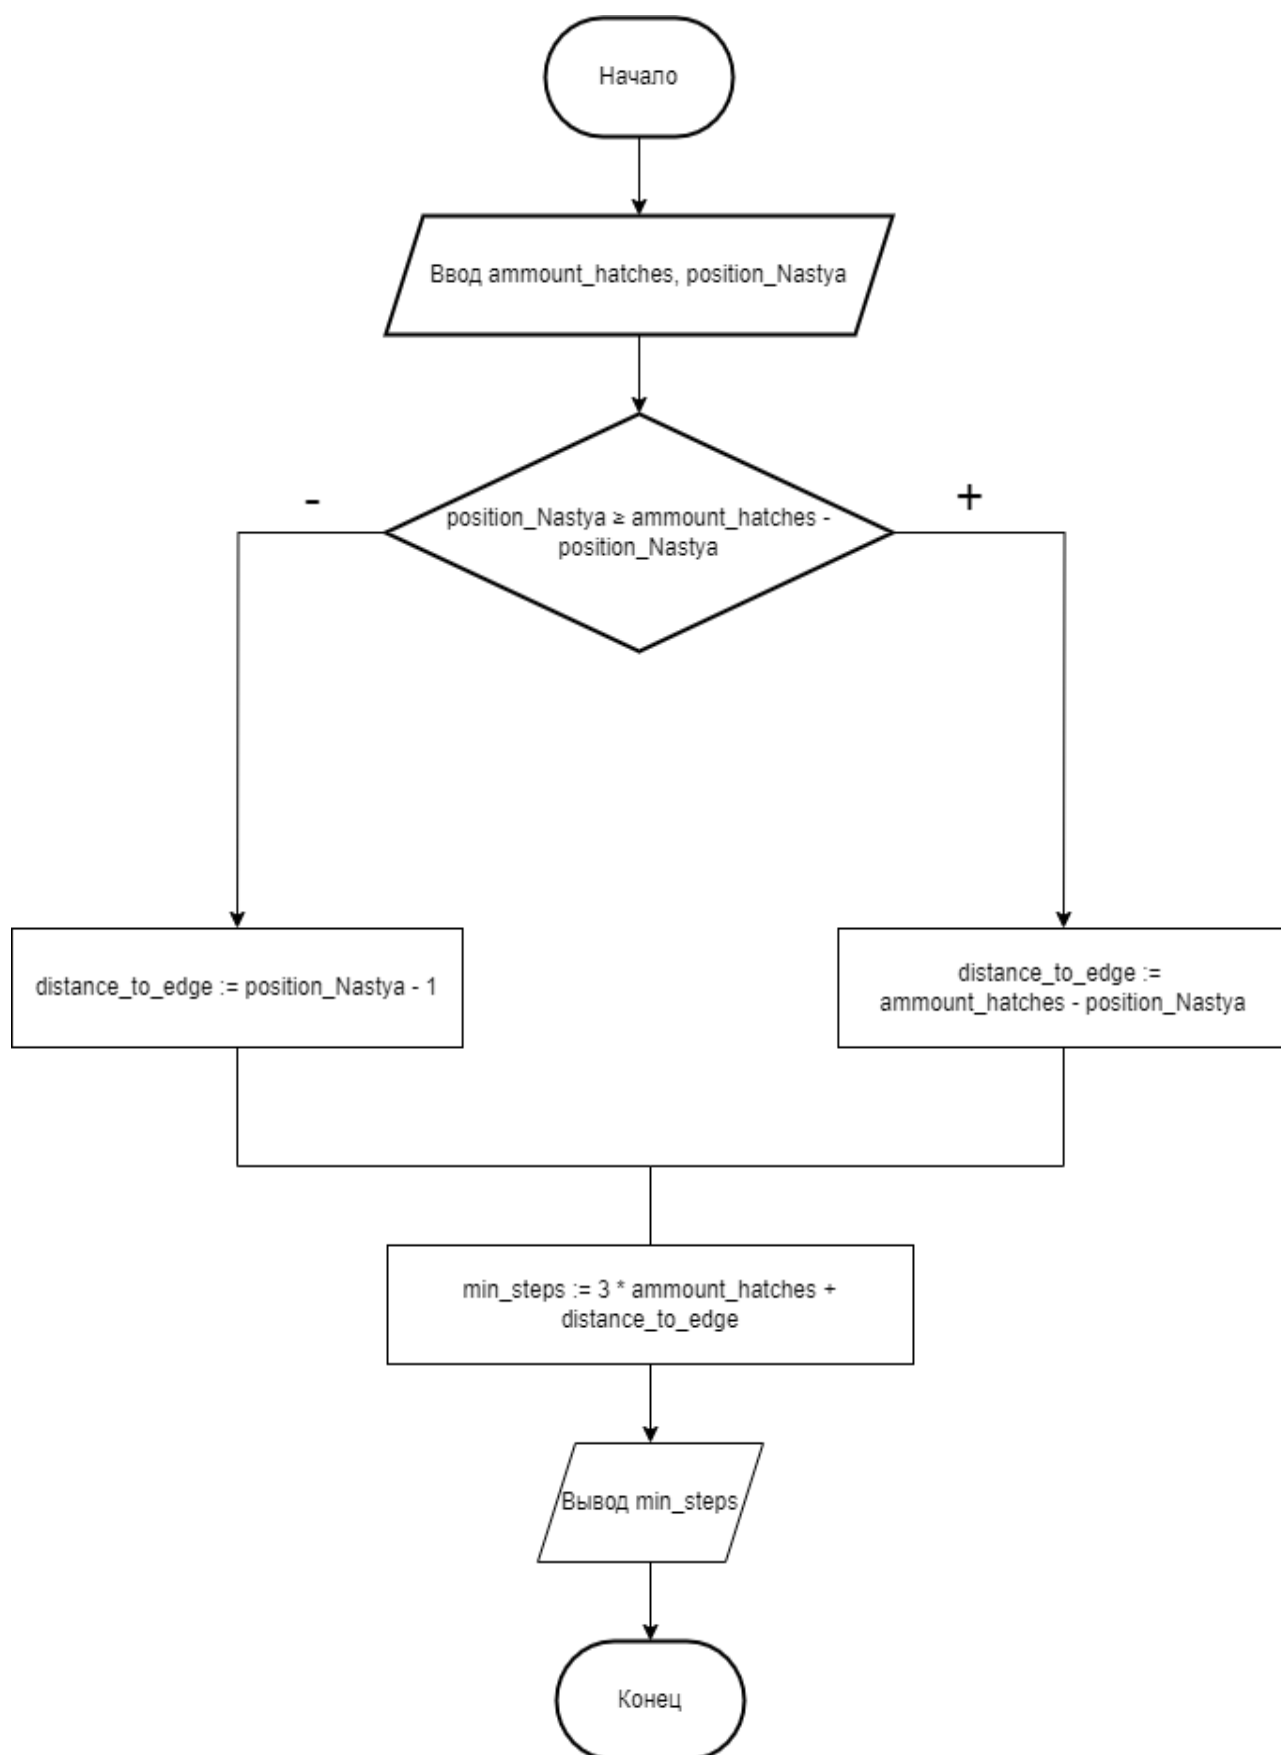 Начало
Ввод ammount_hatches, position_Nastya
-
+
position_Nastya ≥ ammount_hatches -
position_Nastya
distance_to_edge := position_Nastya - 1
distance_to_edge :=
ammount_hatches - position_Nastya
min_steps := 3 * ammount_hatches +
distance_to_edge
Вывод min_steps
Конец